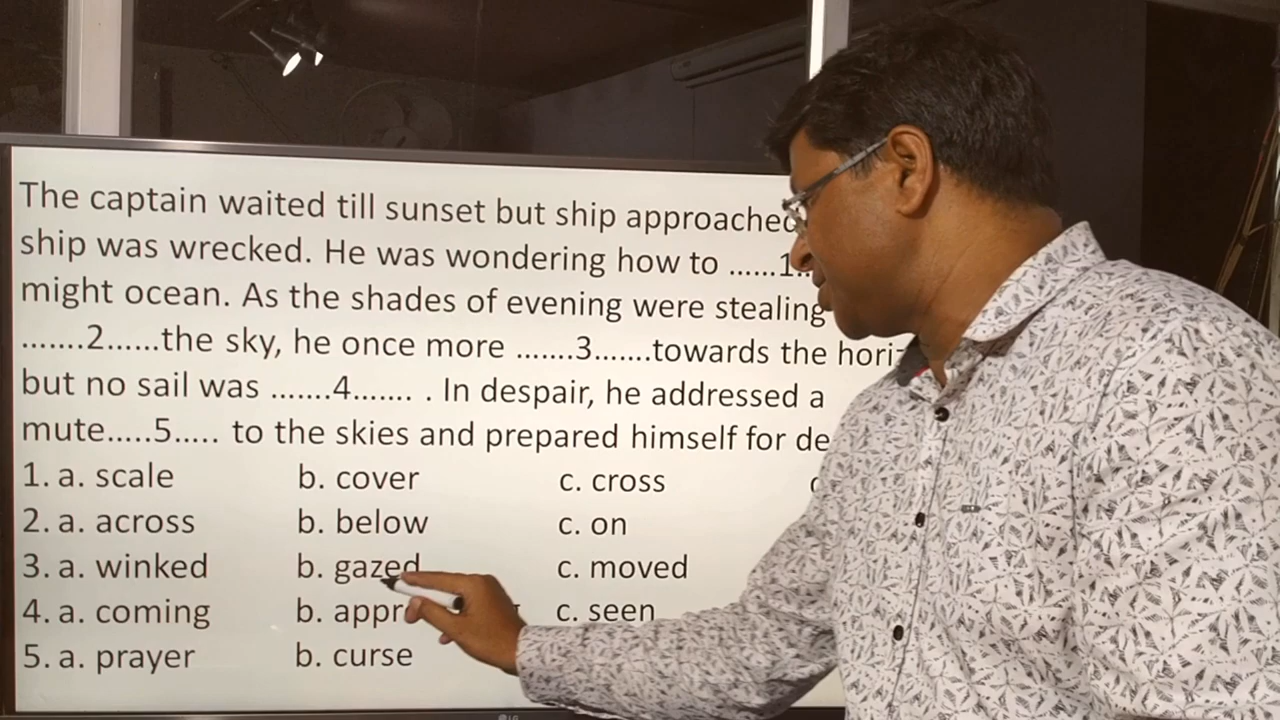 The captain waited till sunset but ship approached
ship was wrecked. He was wondering how to ......1..
might ocean. As the shades of evening were stealing
.......2......the sky, he once more .......3.......towards the
but no sail was .......4....... . In despair, he addressed a
mute.....5..... to the skies and prepared himself for
1. a. scale b. cover c. cross
2. a. across b. below c. on
3. a. winked b. gazed c. moved
4. a. coming b. c. seen
5. a. prayer b. curse
LG